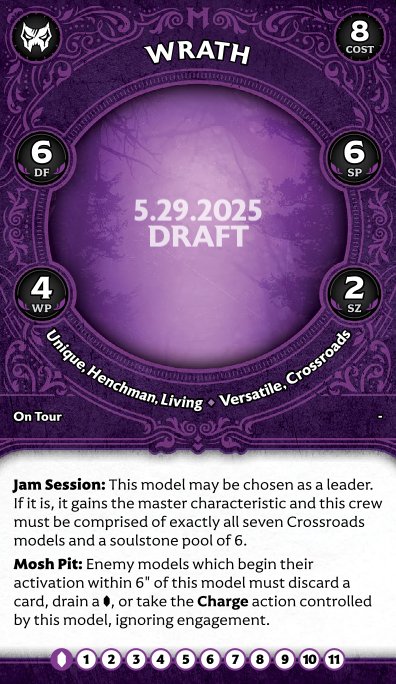 WRATH
8
COST
6
DF
6
SP
5.29.2025
DRAFT
4
WP
2
SZ
Unique, Henchman, Living ◆ Versatile, Crossroads
On Tour -
Jam Session: This model may be chosen as a leader.
If it is, it gains the master characteristic and this crew
must be comprised of exactly all seven Crossroads
models and a soulstone pool of 6.
Mosh Pit: Enemy models which begin their
activation within 6" of this model must discard a
card, drain a , or take the Charge action controlled
by this model, ignoring engagement.
1 2 3 4 5 6 7 8 9 10 11